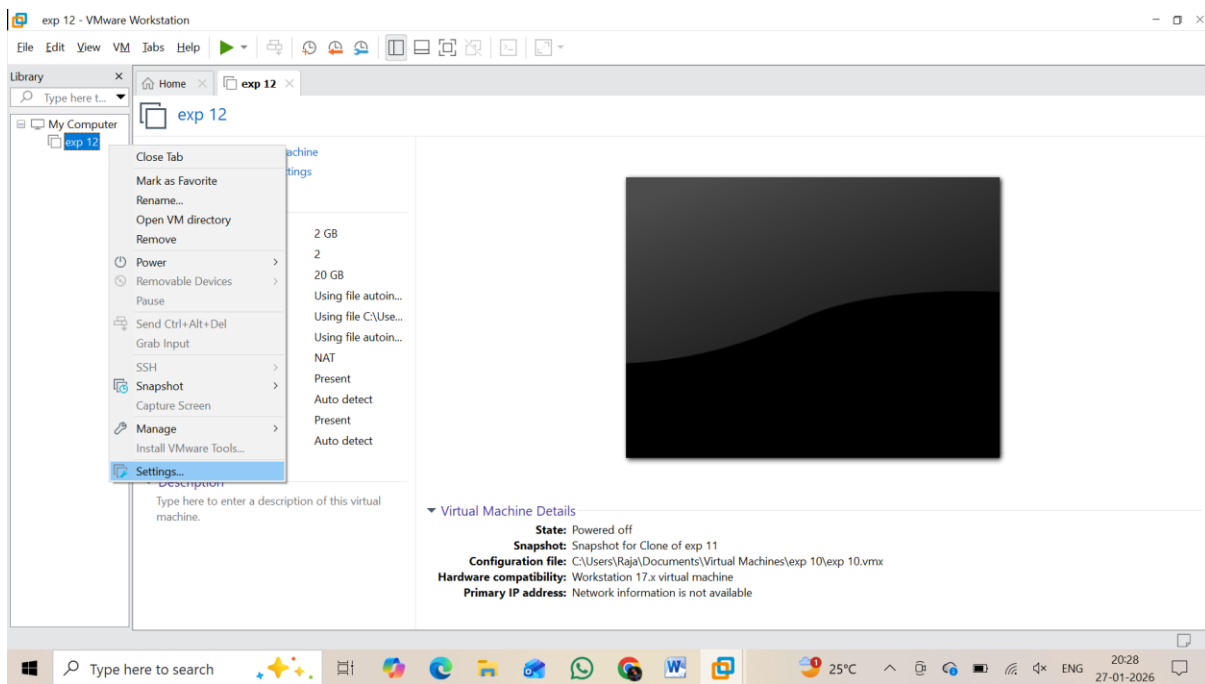 exp 12 - VMware Workstation
File Edit View VM Tabs Help
Library
Type here t...
My Computer
exp 12
Home
exp 12
exp 12
achine
tings
Close Tab
Mark as Favorite
Rename...
Open VM directory
Remove
Power
Removable Devices
Pause
Send Ctrl+Alt+Del
Grab Input
SSH
Snapshot
Capture Screen
Manage
Install VMware Tools...
Settings...
2 GB
2
20 GB
Using file autoin...
Using file C:\Use...
Using file autoin...
NAT
Present
Auto detect
Present
Auto detect
Description
Type here to enter a description of this virtual
machine.
Virtual Machine Details
State: Powered off
Snapshot: Snapshot for Clone of exp 11
Configuration file: C:\Users\Raja\Documents\Virtual Machines\exp 10\exp 10.vmx
Hardware compatibility: Workstation 17.x virtual machine
Primary IP address: Network information is not available
Type here to search
25°C
ENG
20:28
27-01-2026